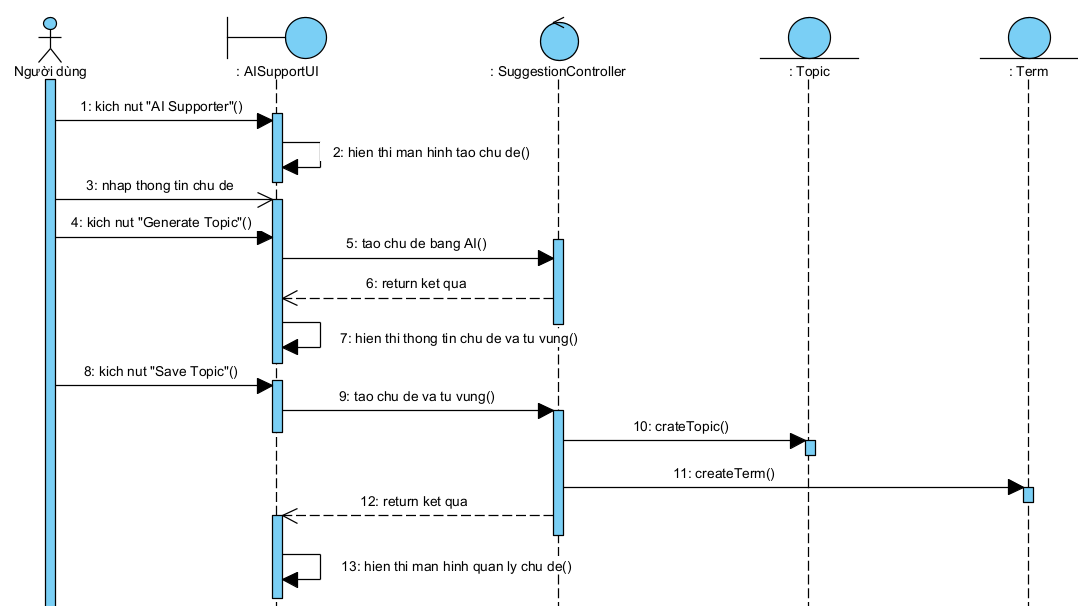 Người dùng
: AISupportUI
: SuggestionController
: Topic
: Term
1: kich nut "AI Supporter"()
2: hien thi man hinh tao chu de()
3: nhap thong tin chu de
4: kich nut "Generate Topic"()
5: tao chu de bang AI()
6: return ket qua
7: hien thi thong tin chu de va tu vung()
8: kich nut "Save Topic"()
9: tao chu de va tu vung()
10: crateTopic()
11: createTerm()
12: return ket qua
13: hien thi man hinh quan ly chu de()